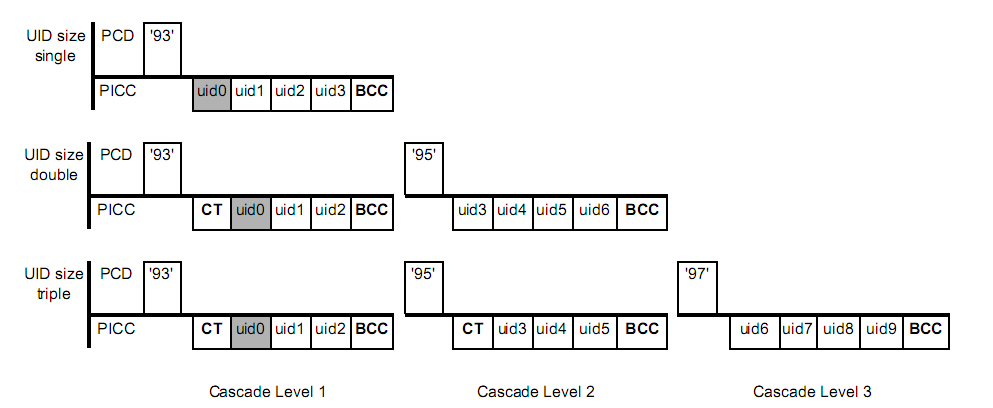 UID size single PCD '93'
PICC uid0 uid1 uid2 uid3 BCC
UID size double PCD '93' '95'
PICC CT uid0 uid1 uid2 BCC uid3 uid4 uid5 uid6 BCC
UID size triple PCD '93' '95' '97'
PICC CT uid0 uid1 uid2 BCC CT uid3 uid4 uid5 BCC uid6 uid7 uid8 uid9 BCC
Cascade Level 1 Cascade Level 2 Cascade Level 3